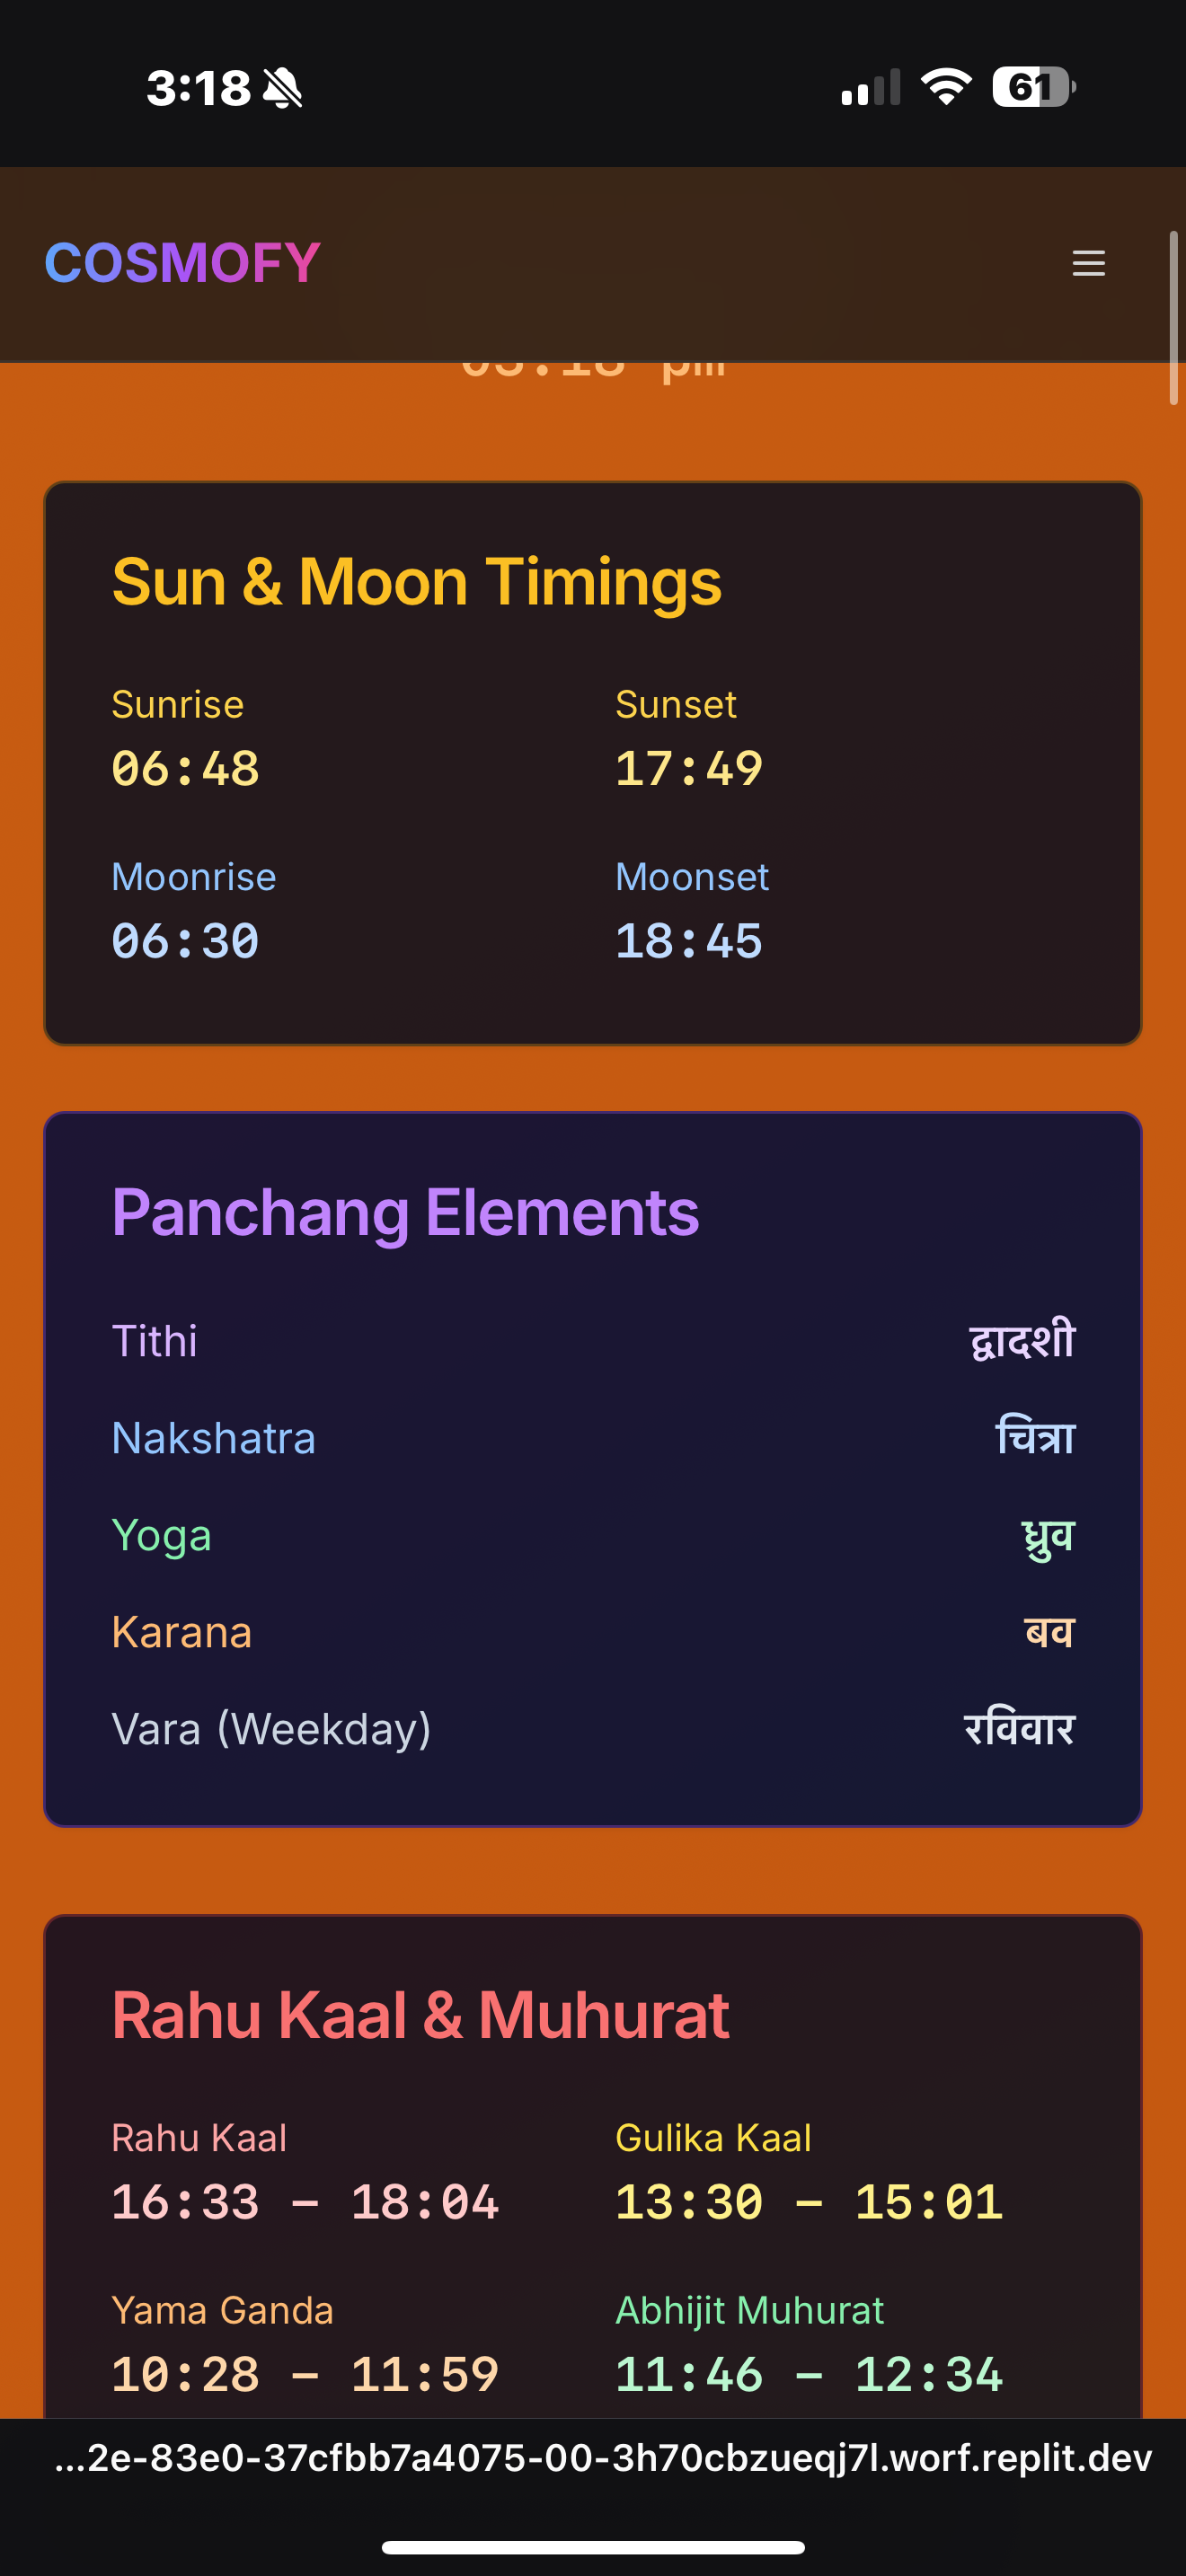 3:18
61
COSMOFY
03:18 pm
Sun & Moon Timings
Sunrise Sunset
06:48 17:49
Moonrise Moonset
06:30 18:45
Panchang Elements
Tithi द्वादशी
Nakshatra चित्रा
Yoga ध्रुव
Karana बव
Vara (Weekday) रविवार
Rahu Kaal & Muhurat
Rahu Kaal Gulika Kaal
16:33 – 18:04 13:30 – 15:01
Yama Ganda Abhijit Muhurat
10:28 – 11:59 11:46 – 12:34
...2e-83e0-37cfbb7a4075-00-3h70cbzueqj7l.worf.replit.dev